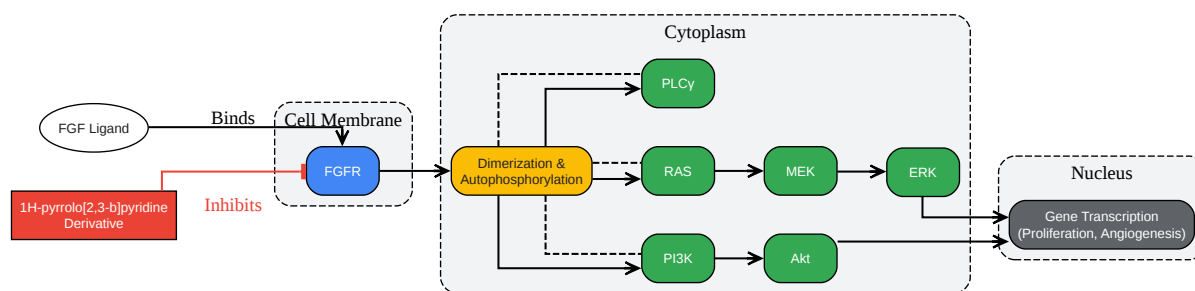 Cytoplasm
PLCγ
FGF Ligand
Binds
Cell Membrane
FGFR
Dimerization &
Autophosphorylation
RAS
MEK
ERK
Nucleus
1H-pyrrolo[2,3-b]pyridine
Derivative
Inhibits
Gene Transcription
(Proliferation, Angiogenesis)
PI3K
Akt